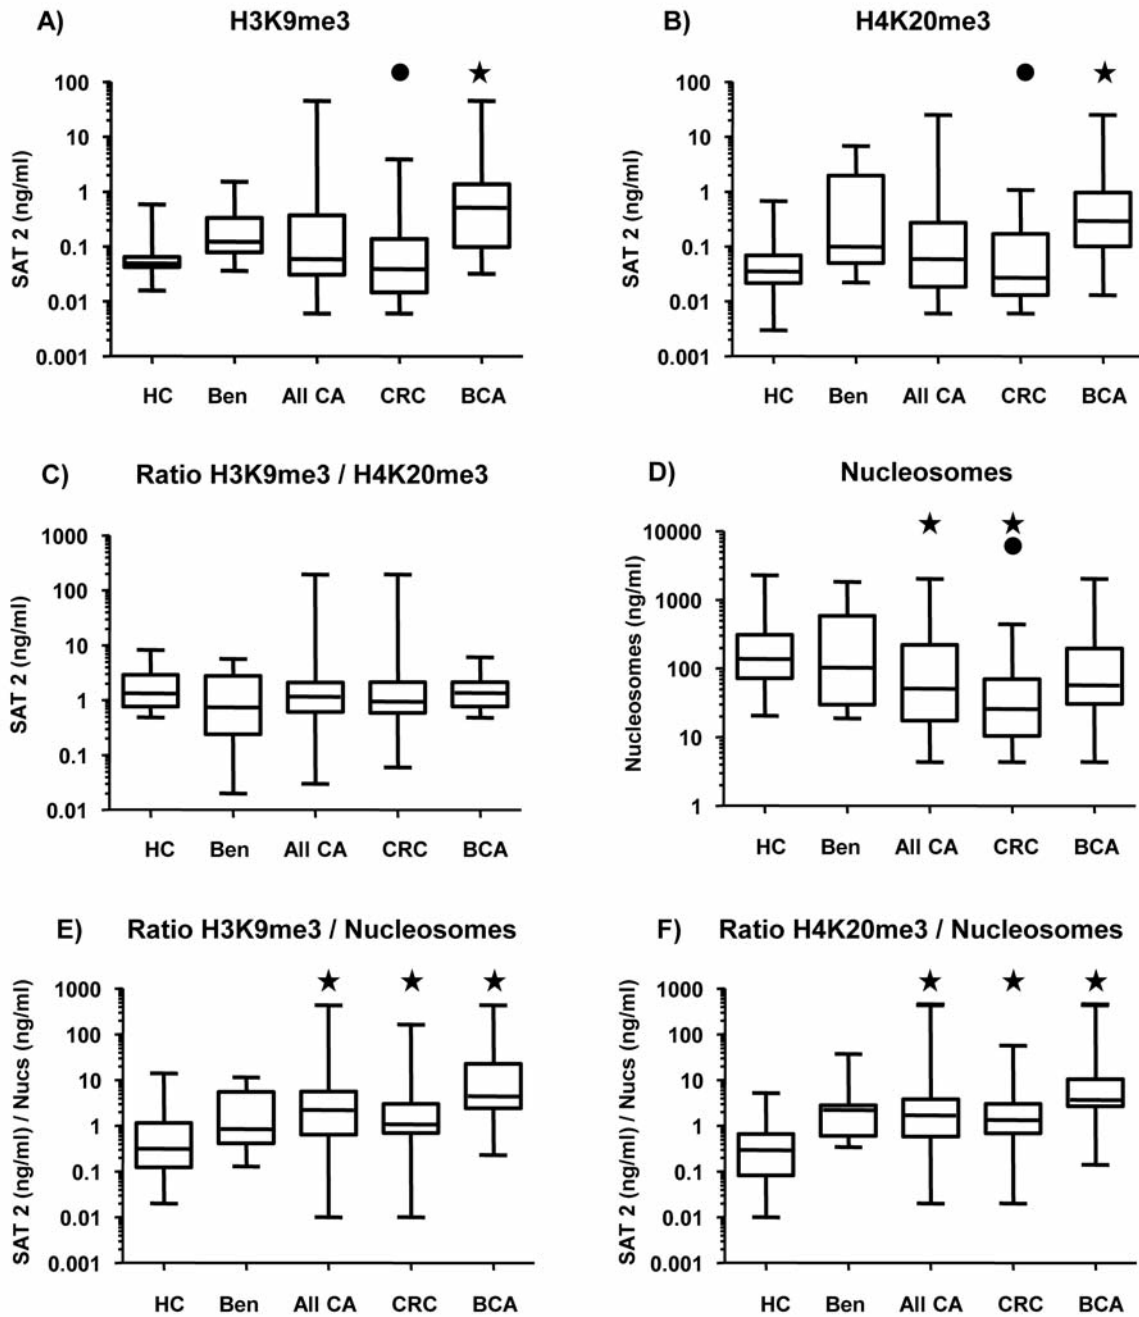 A) H3K9me3
SAT 2 (ng/ml)
100
10
1
0.1
0.01
0.001
HC Ben All CA CRC BCA
B) H4K20me3
SAT 2 (ng/ml)
100
10
1
0.1
0.01
0.001
HC Ben All CA CRC BCA
C) Ratio H3K9me3 / H4K20me3
SAT 2 (ng/ml)
1000
100
10
1
0.1
0.01
HC Ben All CA CRC BCA
D) Nucleosomes
Nucleosomes (ng/ml)
10000
1000
100
10
1
HC Ben All CA CRC BCA
E) Ratio H3K9me3 / Nucleosomes
SAT 2 (ng/ml) / Nucs (ng/ml)
1000
100
10
1
0.1
0.01
0.001
HC Ben All CA CRC BCA
F) Ratio H4K20me3 / Nucleosomes
SAT 2 (ng/ml) / Nucs (ng/ml)
1000
100
10
1
0.1
0.01
0.001
HC Ben All CA CRC BCA